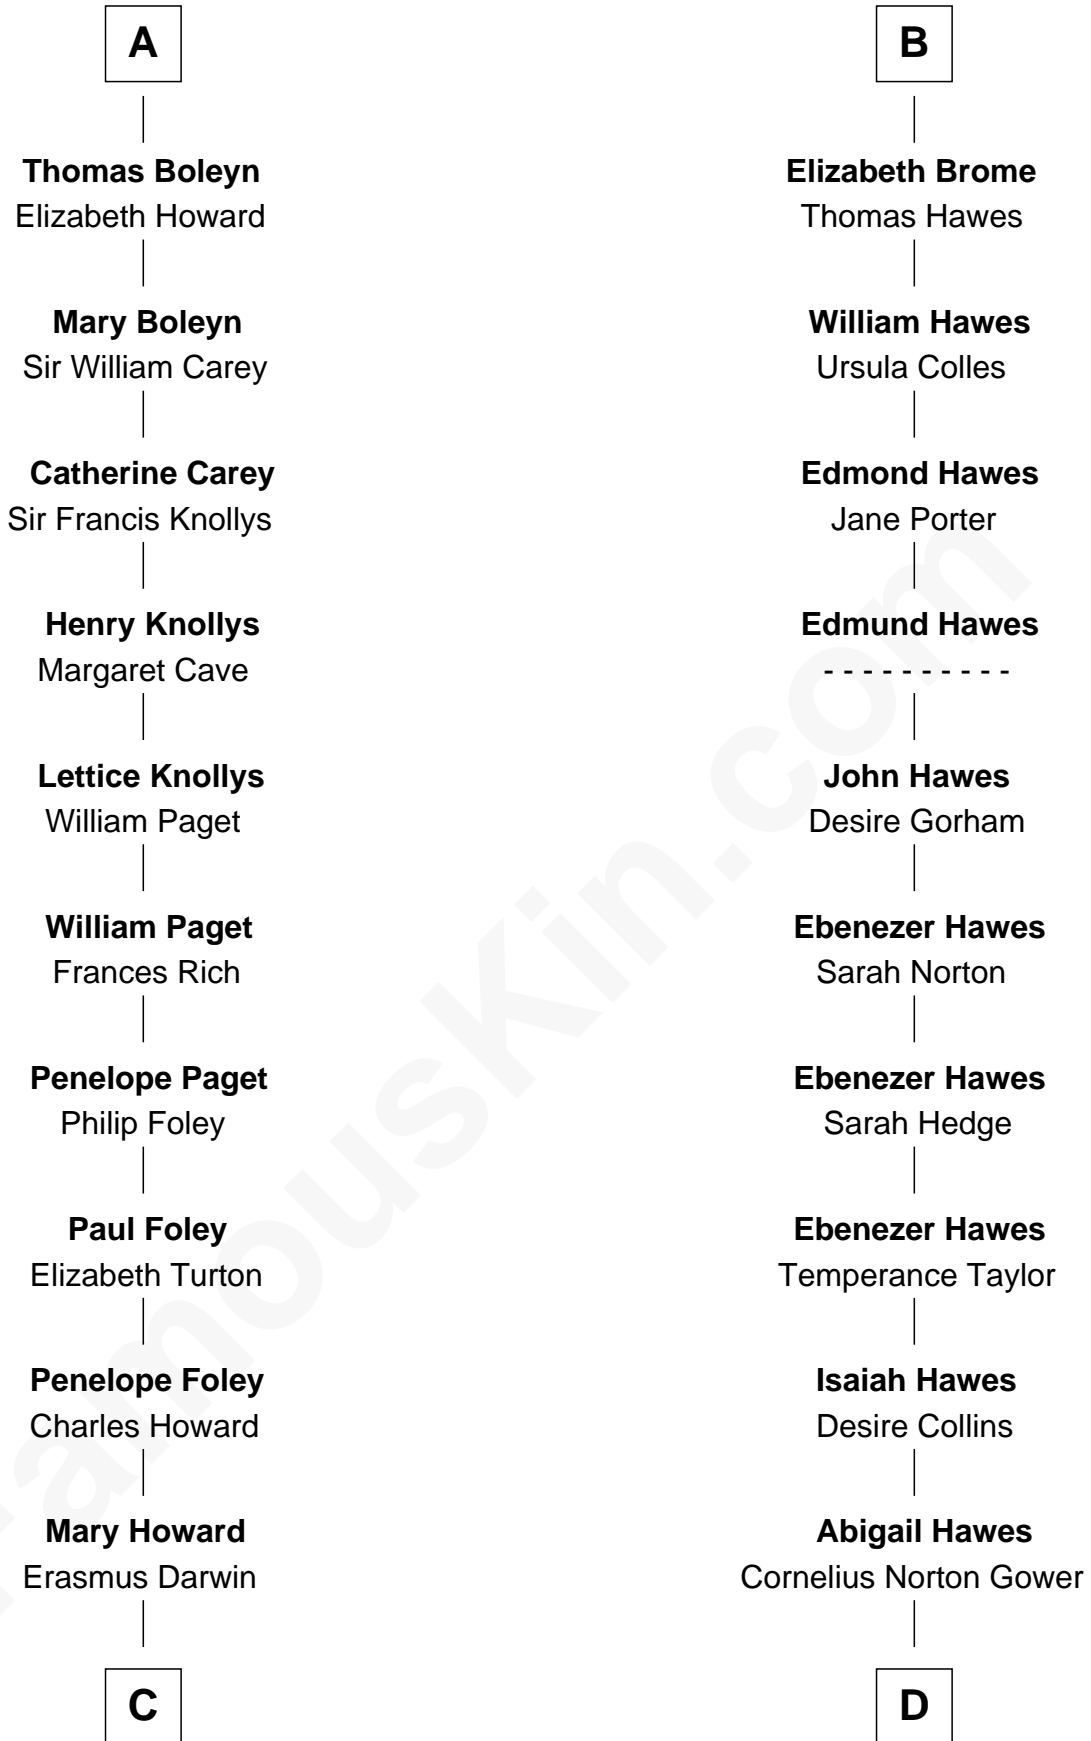 A
Thomas Boleyn
Elizabeth Howard
Mary Boleyn
Sir William Carey
Catherine Carey
Sir Francis Knollys
Henry Knollys
Margaret Cave
Lettice Knollys
William Paget
William Paget
Frances Rich
Penelope Paget
Philip Foley
Paul Foley
Elizabeth Turton
Penelope Foley
Charles Howard
Mary Howard
Erasmus Darwin
C
B
Elizabeth Brome
Thomas Hawes
William Hawes
Ursula Colles
Edmond Hawes
Jane Porter
Edmund Hawes
- - - - - - - - - -
John Hawes
Desire Gorham
Ebenezer Hawes
Sarah Norton
Ebenezer Hawes
Sarah Hedge
Ebenezer Hawes
Temperance Taylor
Isaiah Hawes
Desire Collins
Abigail Hawes
Cornelius Norton Gower
D
FamousKin.com